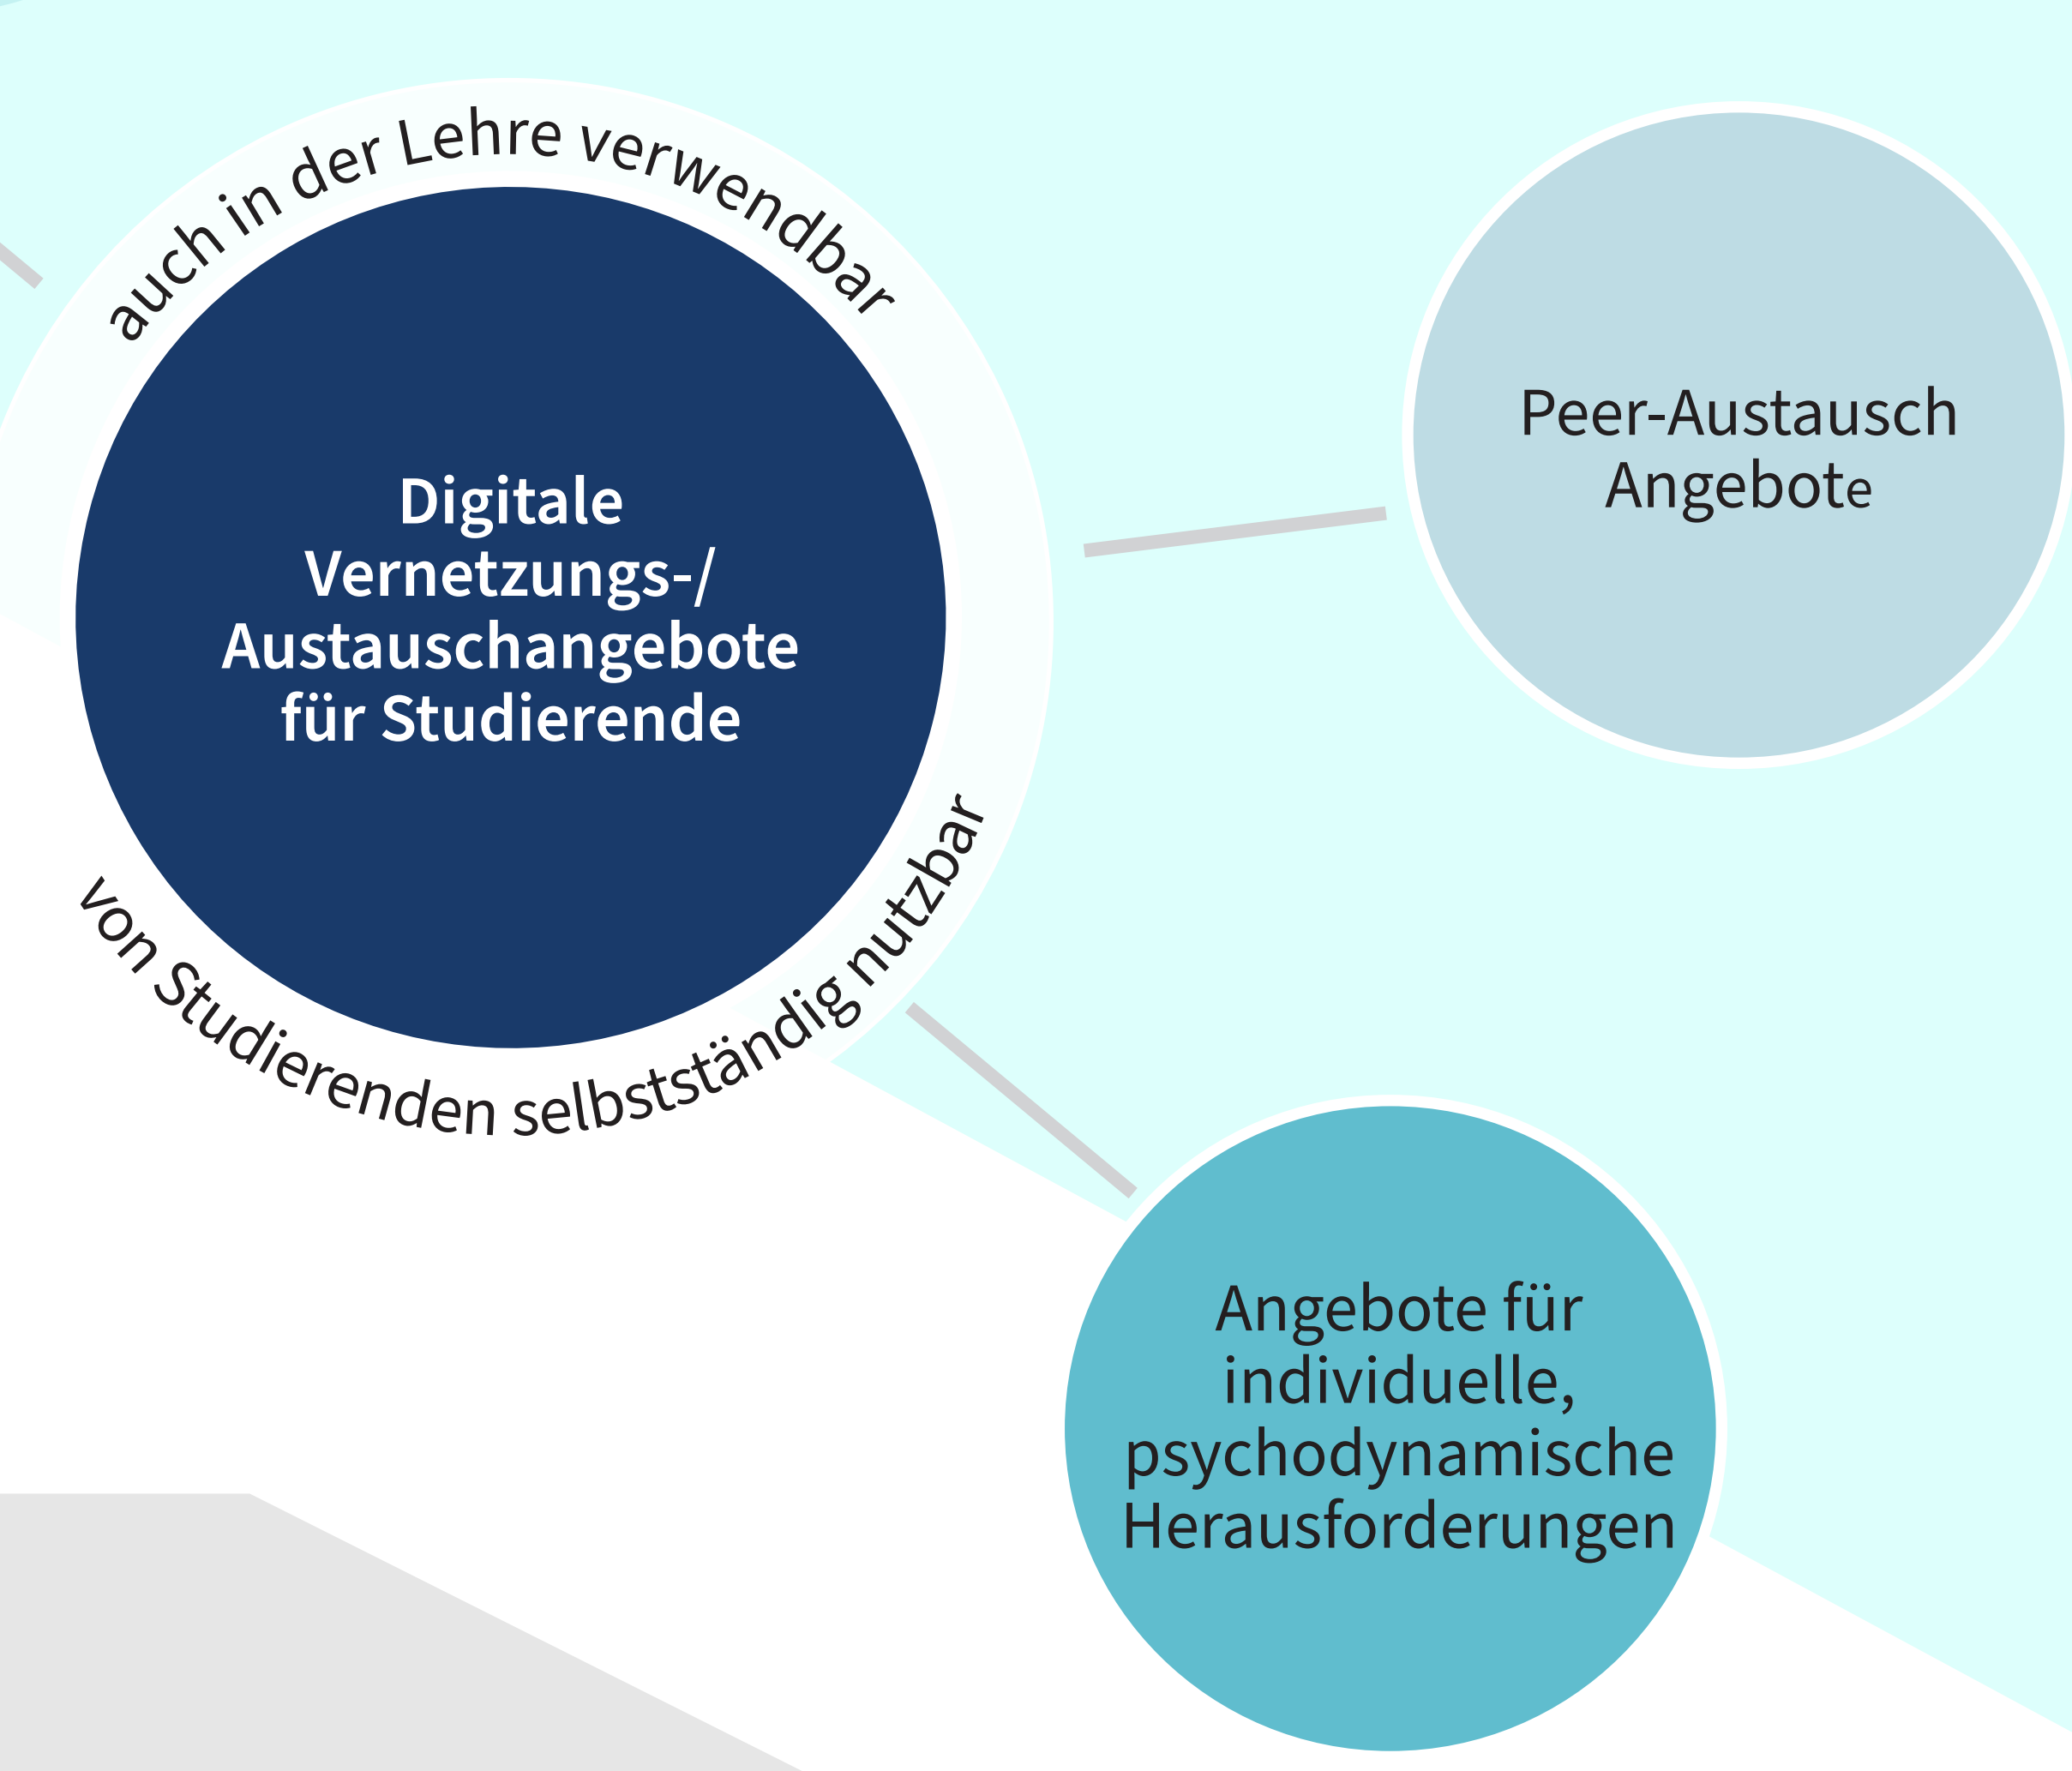 auch in der Lehre verwendbar
Digitale
Vernetzungs-/
Austauschangebote
für Studierende
von Studierenden selbstständig nutzbar
Peer-Austausch
Angebote
Angebote für
individuelle,
psychodynamische
Herausforderungen